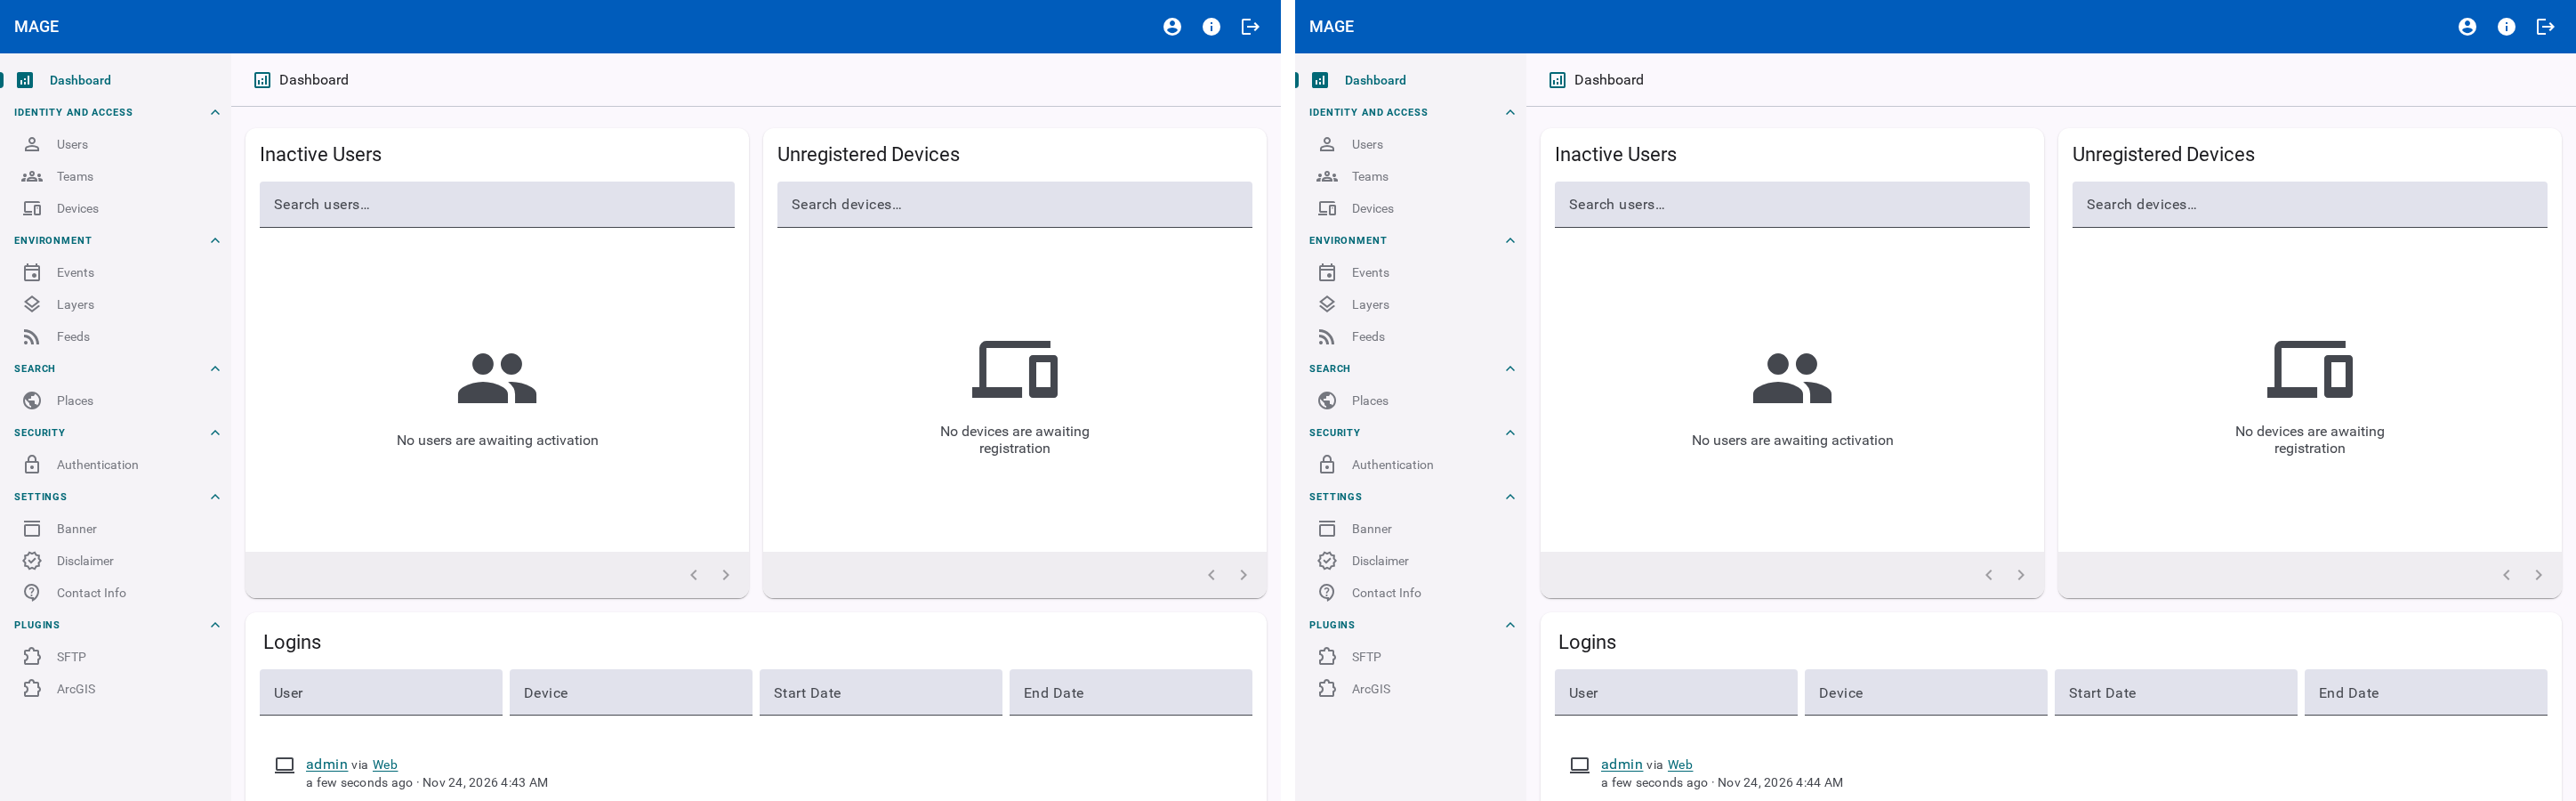 MAGE
Dashboard
IDENTITY AND ACCESS
Users
Teams
Devices
ENVIRONMENT
Events
Layers
Feeds
SEARCH
Places
SECURITY
Authentication
SETTINGS
Banner
Disclaimer
Contact Info
PLUGINS
SFTP
ArcGIS
Dashboard
Inactive Users
Search users...
No users are awaiting activation
Unregistered Devices
Search devices...
No devices are awaiting
registration
Logins
User
Device
Start Date
End Date
admin via Web
a few seconds ago · Nov 24, 2026 4:43 AM
MAGE
Dashboard
IDENTITY AND ACCESS
Users
Teams
Devices
ENVIRONMENT
Events
Layers
Feeds
SEARCH
Places
SECURITY
Authentication
SETTINGS
Banner
Disclaimer
Contact Info
PLUGINS
SFTP
ArcGIS
Dashboard
Inactive Users
Search users...
No users are awaiting activation
Unregistered Devices
Search devices...
No devices are awaiting
registration
Logins
User
Device
Start Date
End Date
admin via Web
a few seconds ago · Nov 24, 2026 4:44 AM